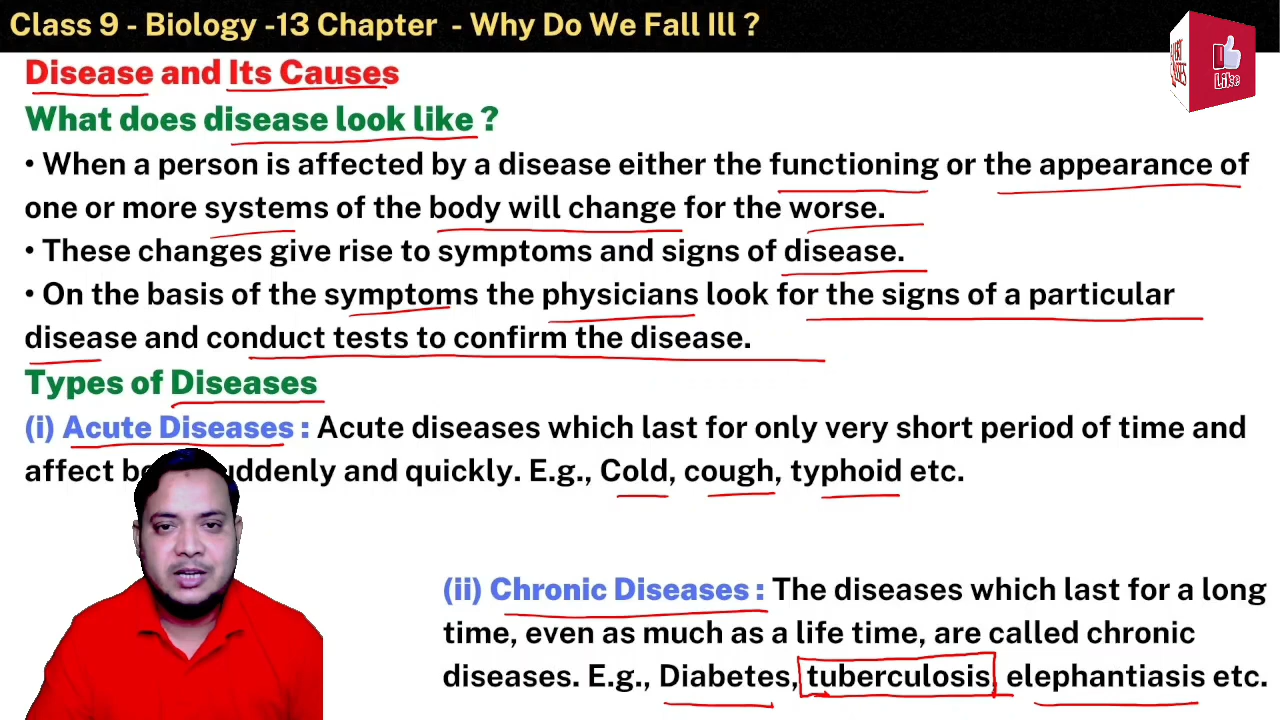 Class 9 - Biology -13 Chapter - Why Do We Fall Ill ?
Like
Disease and Its Causes
What does disease look like ?
• When a person is affected by a disease either the functioning or the appearance of
one or more systems of the body will change for the worse.
• These changes give rise to symptoms and signs of disease.
• On the basis of the symptoms the physicians look for the signs of a particular
disease and conduct tests to confirm the disease.
Types of Diseases
(i) Acute Diseases : Acute diseases which last for only very short period of time and
affect suddenly and quickly. E.g., Cold, cough, typhoid etc.
(ii) Chronic Diseases : The diseases which last for a long
time, even as much as a life time, are called chronic
diseases. E.g., Diabetes, tuberculosis, elephantiasis etc.